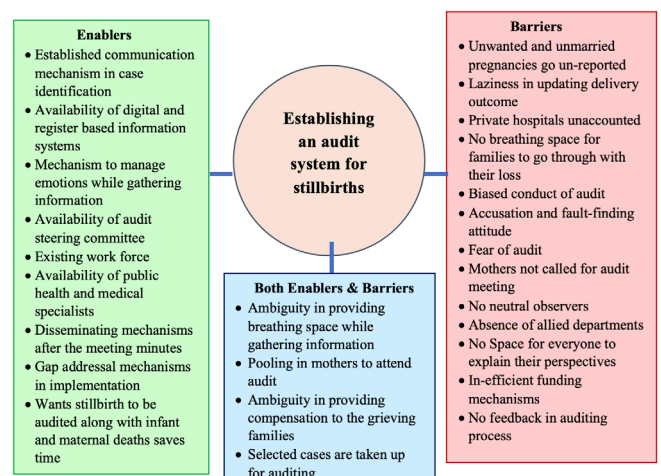 Enablers
• Established communication
mechanism in case
identification
• Availability of digital and
register based information
systems
• Mechanism to manage
emotions while gathering
information
• Availability of audit
steering committee
• Existing work force
• Availability of public
health and medical
specialists
• Disseminating mechanisms
after the meeting minutes
• Gap addressal mechanisms
in implementation
• Wants stillbirth to be
audited along with infant
and maternal deaths saves
time
Establishing
an audit
system for
stillbirths
Both Enablers & Barriers
• Ambiguity in providing
breathing space while
gathering information
• Pooling in mothers to attend
audit
• Ambiguity in providing
compensation to the grieving
families
• Selected cases are taken up
for auditing
Barriers
• Unwanted and unmarried
pregnancies go un-reported
• Laziness in updating delivery
outcome
• Private hospitals unaccounted
• No breathing space for
families to go through with
their loss
• Biased conduct of audit
• Accusation and fault-finding
attitude
• Fear of audit
• Mothers not called for audit
meeting
• No neutral observers
• Absence of allied departments
• No Space for everyone to
explain their perspectives
• In-efficient funding
mechanisms
• No feedback in auditing
process